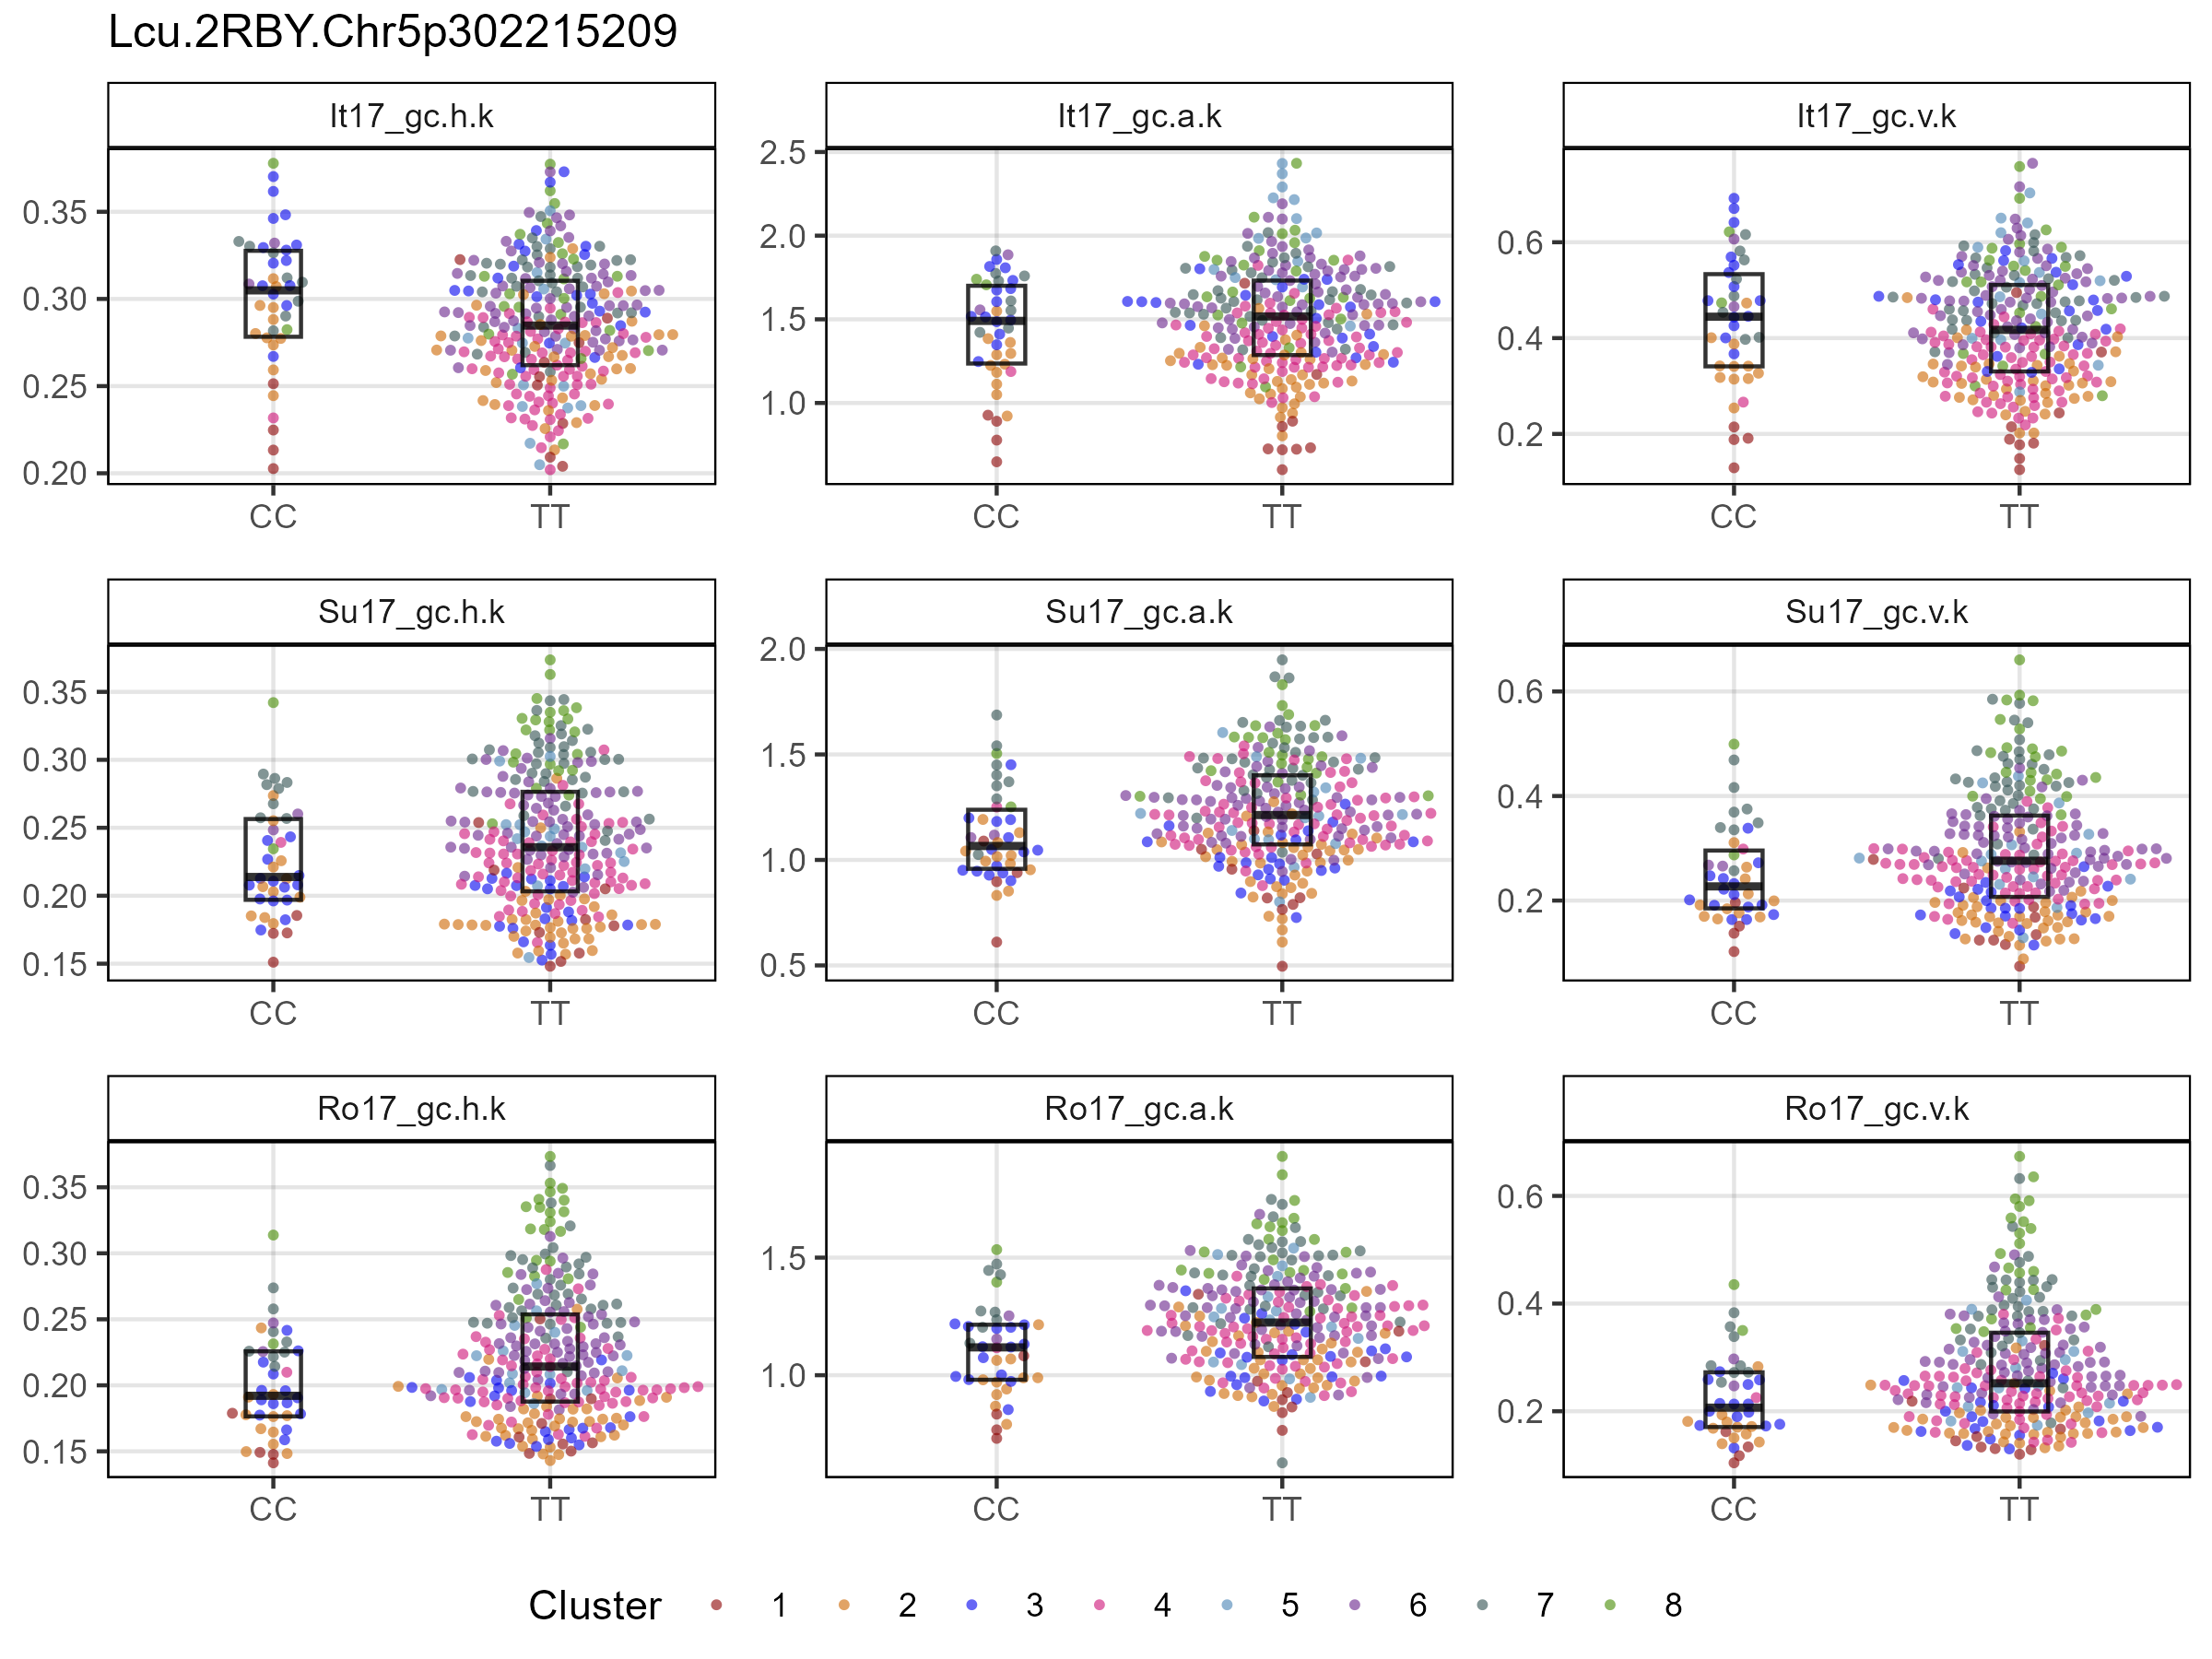 Lcu.2RBY.Chr5p302215209
It17_gc.h.k
It17_gc.a.k
It17_gc.v.k
0.35
0.30
0.25
0.20
2.5
2.0
1.5
1.0
0.6
0.4
0.2
CC TT
CC TT
CC TT
Su17_gc.h.k
Su17_gc.a.k
Su17_gc.v.k
0.35
0.30
0.25
0.20
0.15
2.0
1.5
1.0
0.5
0.6
0.4
0.2
CC TT
CC TT
CC TT
Ro17_gc.h.k
Ro17_gc.a.k
Ro17_gc.v.k
0.35
0.30
0.25
0.20
0.15
1.5
1.0
0.6
0.4
0.2
CC TT
CC TT
CC TT
Cluster 1 2 3 4 5 6 7 8